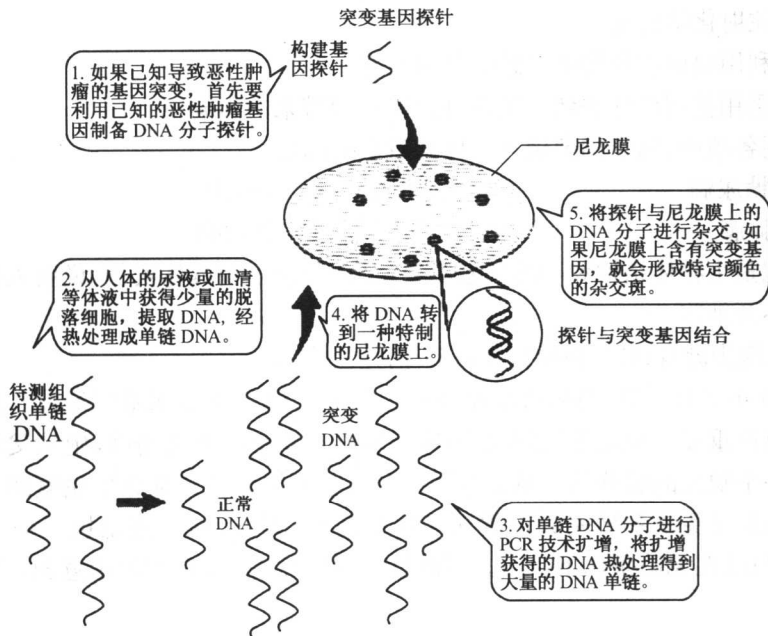 突变基因探针
构建基
因探针
1. 如果已知导致恶性肿
瘤的基因突变，首先要
利用已知的恶性肿瘤基
因制备 DNA 分子探针。
尼龙膜
5. 将探针与尼龙膜上的
DNA 分子进行杂交。如
果尼龙膜上含有突变基
因，就会形成特定颜色
的杂交斑。
2. 从人体的尿液或血清
等体液中获得少量的脱
落细胞，提取 DNA, 经
热处理成单链 DNA。
4. 将 DNA 转
到一种特制
的尼龙膜上。
探针与突变基因结合
待测组
织单链
DNA
突变
DNA
正常
DNA
3. 对单链 DNA 分子进行
PCR 技术扩增，将扩增
获得的 DNA 热处理得到
大量的 DNA 单链。